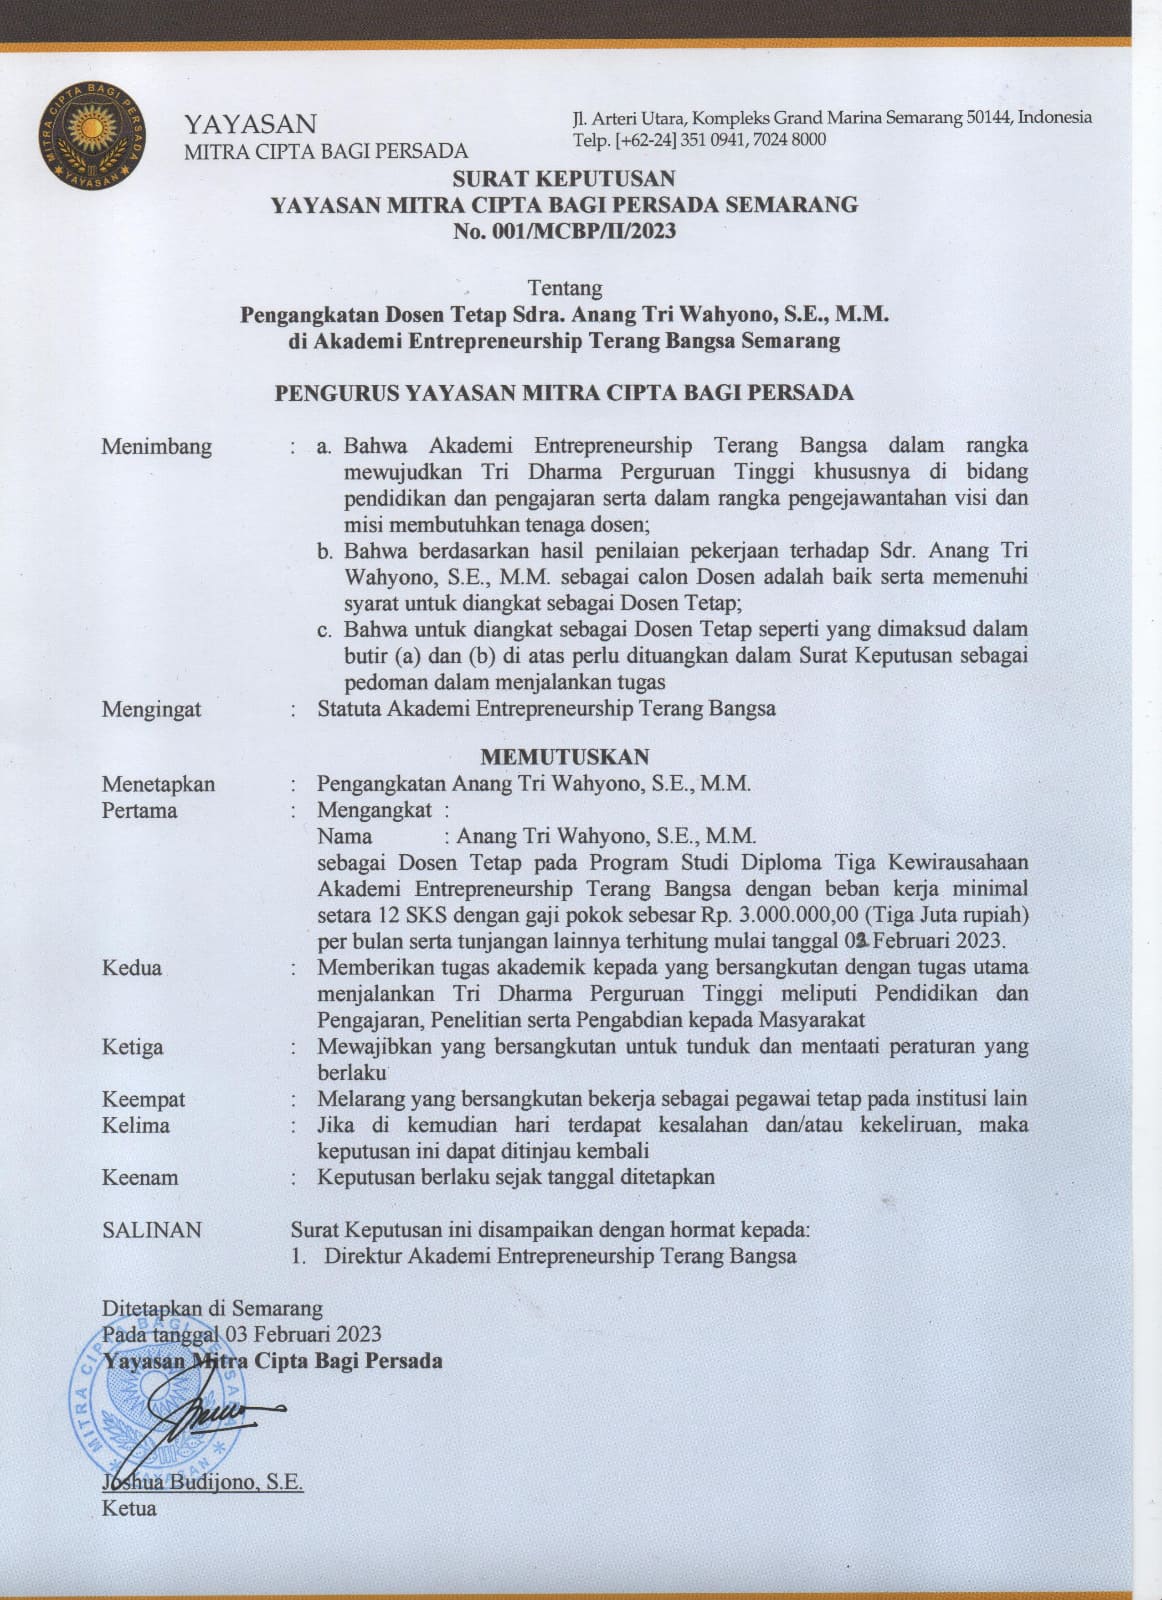 MITRA CIPTA BAGI PERSADA
YAYASAN
YAYASAN
MITRA CIPTA BAGI PERSADA
Jl. Arteri Utara, Kompleks Grand Marina Semarang 50144, Indonesia
Telp. [+62-24] 351 0941, 7024 8000
SURAT KEPUTUSAN
YAYASAN MITRA CIPTA BAGI PERSADA SEMARANG
No. 001/MCBP/II/2023
Tentang
Pengangkatan Dosen Tetap Sdra. Anang Tri Wahyono, S.E., M.M.
di Akademi Entrepreneurship Terang Bangsa Semarang
PENGURUS YAYASAN MITRA CIPTA BAGI PERSADA
Menimbang : a. Bahwa Akademi Entrepreneurship Terang Bangsa dalam rangka
mewujudkan Tri Dharma Perguruan Tinggi khususnya di bidang
pendidikan dan pengajaran serta dalam rangka pengejawantahan visi dan
misi membutuhkan tenaga dosen;
b. Bahwa berdasarkan hasil penilaian pekerjaan terhadap Sdr. Anang Tri
Wahyono, S.E., M.M. sebagai calon Dosen adalah baik serta memenuhi
syarat untuk diangkat sebagai Dosen Tetap;
c. Bahwa untuk diangkat sebagai Dosen Tetap seperti yang dimaksud dalam
butir (a) dan (b) di atas perlu dituangkan dalam Surat Keputusan sebagai
pedoman dalam menjalankan tugas
Mengingat : Statuta Akademi Entrepreneurship Terang Bangsa
MEMUTUSKAN
Menetapkan : Pengangkatan Anang Tri Wahyono, S.E., M.M.
Pertama : Mengangkat :
Nama : Anang Tri Wahyono, S.E., M.M.
sebagai Dosen Tetap pada Program Studi Diploma Tiga Kewirausahaan
Akademi Entrepreneurship Terang Bangsa dengan beban kerja minimal
setara 12 SKS dengan gaji pokok sebesar Rp. 3.000.000,00 (Tiga Juta rupiah)
per bulan serta tunjangan lainnya terhitung mulai tanggal Februari 2023.
Kedua : Memberikan tugas akademik kepada yang bersangkutan dengan tugas utama
menjalankan Tri Dharma Perguruan Tinggi meliputi Pendidikan dan
Pengajaran, Penelitian serta Pengabdian kepada Masyarakat
Ketiga : Mewajibkan yang bersangkutan untuk tunduk dan mentaati peraturan yang
berlaku
Keempat : Melarang yang bersangkutan bekerja sebagai pegawai tetap pada institusi lain
Kelima : Jika di kemudian hari terdapat kesalahan dan/atau kekeliruan, maka
keputusan ini dapat ditinjau kembali
Keenam : Keputusan berlaku sejak tanggal ditetapkan
SALINAN Surat Keputusan ini disampaikan dengan hormat kepada:
1. Direktur Akademi Entrepreneurship Terang Bangsa
Ditetapkan di Semarang
Pada tanggal 03 Februari 2023
Yayasan Mitra Cipta Bagi Persada
MITRA CIPTA BAGI PERSADA
YAYASAN
Joshua Budijono, S.E.
Ketua